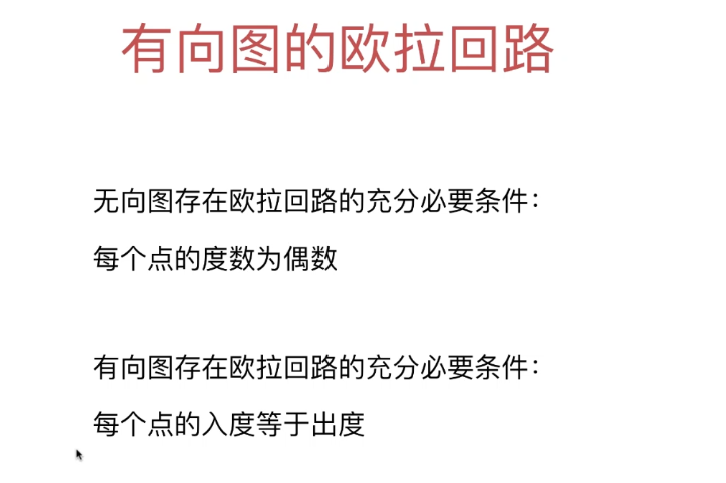 有向图的欧拉回路
无向图存在欧拉回路的充分必要条件：
每个点的度数为偶数
有向图存在欧拉回路的充分必要条件：
每个点的入度等于出度